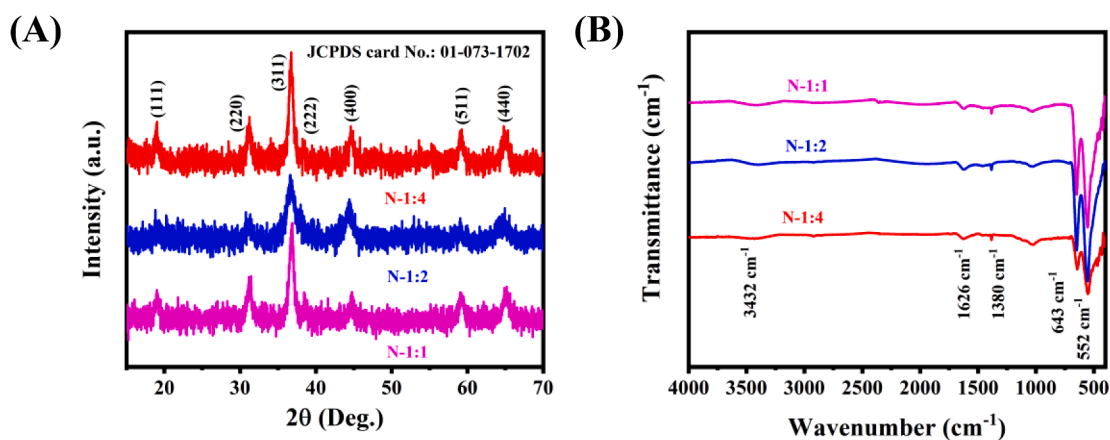 (A)
JCPDS card No.: 01-073-1702
(111)
(220)
(311)
(222)
(400)
(511)
(440)
N-1:4
N-1:2
N-1:1
Intensity (a.u.)
20 30 40 50 60 70
2θ (Deg.)
(B)
N-1:1
N-1:2
N-1:4
3432 cm⁻¹
1626 cm⁻¹
1380 cm⁻¹
643 cm⁻¹
552 cm⁻¹
Transmittance (cm⁻¹)
4000 3500 3000 2500 2000 1500 1000 500
Wavenumber (cm⁻¹)